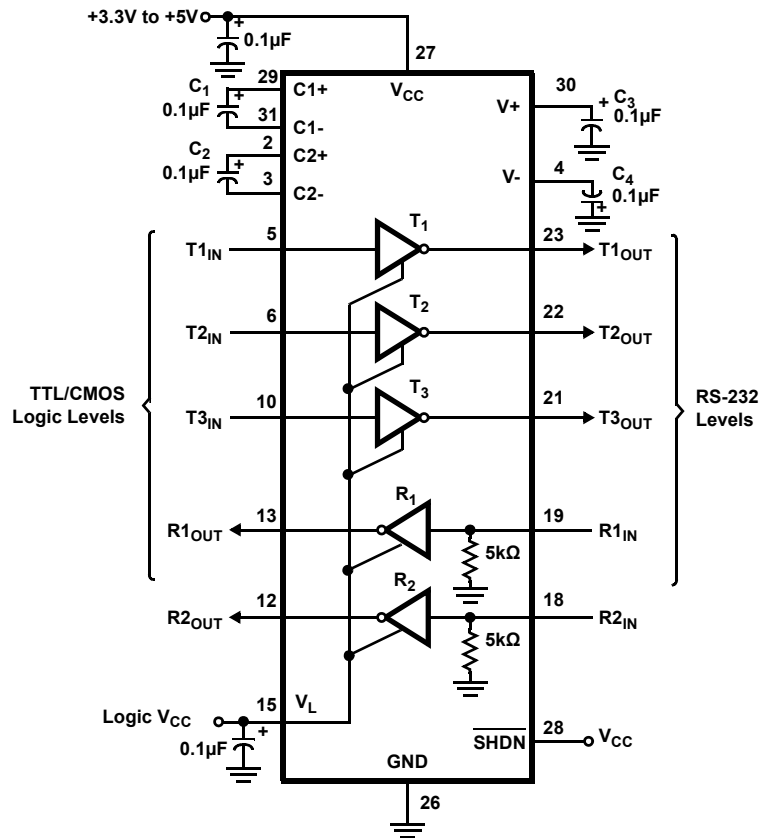 +3.3V to +5V
+
0.1µF
27
29
C1+
VCC
30
C1
0.1µF
+
V+
+ C3
0.1µF
31
C1-
2
C2+
C2
0.1µF
+
4
V-
C4
0.1µF
+
3
C2-
T1
T1IN
5
23
T1OUT
T2
T2IN
6
22
T2OUT
TTL/CMOS
Logic Levels
T3
T3IN
10
21
T3OUT
RS-232
Levels
R1
R1OUT
13
19
R1IN
5kΩ
R2
R2OUT
12
18
R2IN
5kΩ
Logic VCC
15
VL
+
0.1µF
SHDN
28
VCC
GND
26